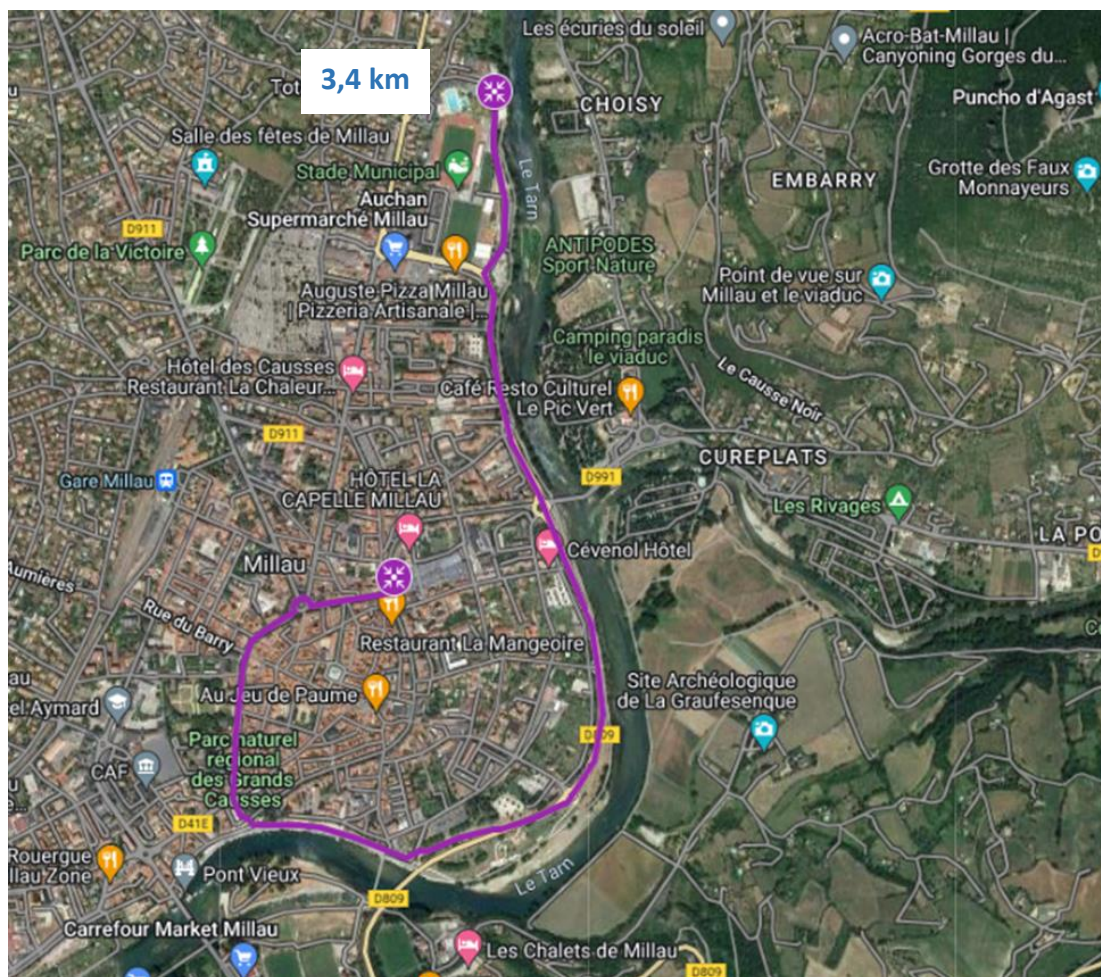 Les écuries du soleil
Acro-Bat-Millau |
Canyoning Gorges du...
3,4 km
Tot
CHOISY
Puncho d'Agast
Salle des fêtes de Millau
Le Tarn
Stade Municipal
EMBARRY
Grotte des Faux
Monnayeurs
Auchan
Supermarché Millau
D911
Parc de la Victoire
ANTIPODES
Sport Nature
Point de vue sur
Millau et le viaduc
Auguste Pizza Millau
| Pizzeria Artisanale |...
Camping paradis
le viaduc
Hôtel des Causses
Restaurant La Chaleur...
Café Resto Culturel
Le Pic Vert
Le Causse Noir
D911
CUREPLATS
Gare Millau
HÔTEL LA
CAPELLE MILLAU
D991
Les Rivages
LA PO
Cévenol Hôtel
Millau
Aumières
Rue du Barry
Restaurant La Mangeoire
Site Archéologique
de La Graufesenque
au
el Aymard
Au Jeu de Paume
D809
Parc naturel
régional
des Grands
Causses
CAF
D41E
Rouergue
llau Zone
Pont Vieux
Le Tarn
D809
Carrefour Market Millau
Les Chalets de Millau
D809